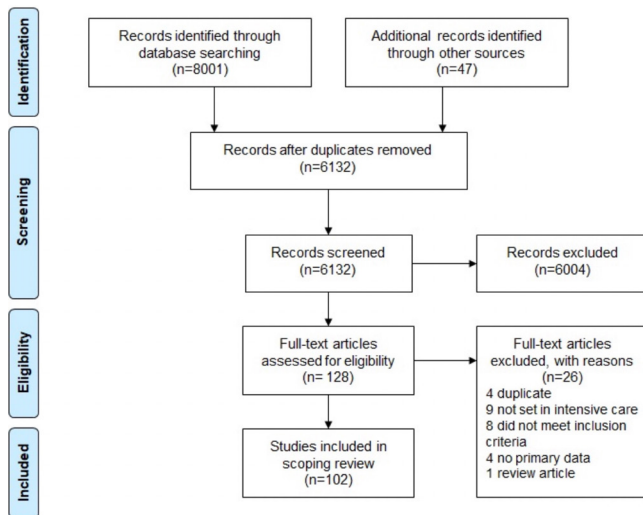 Identification
Records identified through
database searching
(n=8001)
Additional records identified
through other sources
(n=47)
Screening
Records after duplicates removed
(n=6132)
Records screened
(n=6132)
Records excluded
(n=6004)
Eligibility
Full-text articles
assessed for eligibility
(n= 128)
Full-text articles
excluded, with reasons
(n=26)
4 duplicate
9 not set in intensive care
8 did not meet inclusion
criteria
4 no primary data
1 review article
Included
Studies included in
scoping review
(n=102)